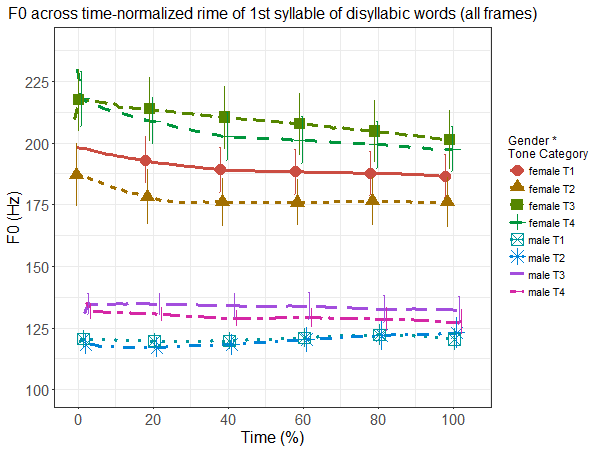 F0 across time-normalized rime of 1st syllable of disyllabic words (all frames)
F0 (Hz)
225
200
175
150
125
100
0 20 40 60 80 100
Time (%)
Gender *
Tone Category
female T1
female T2
female T3
female T4
male T1
male T2
male T3
male T4